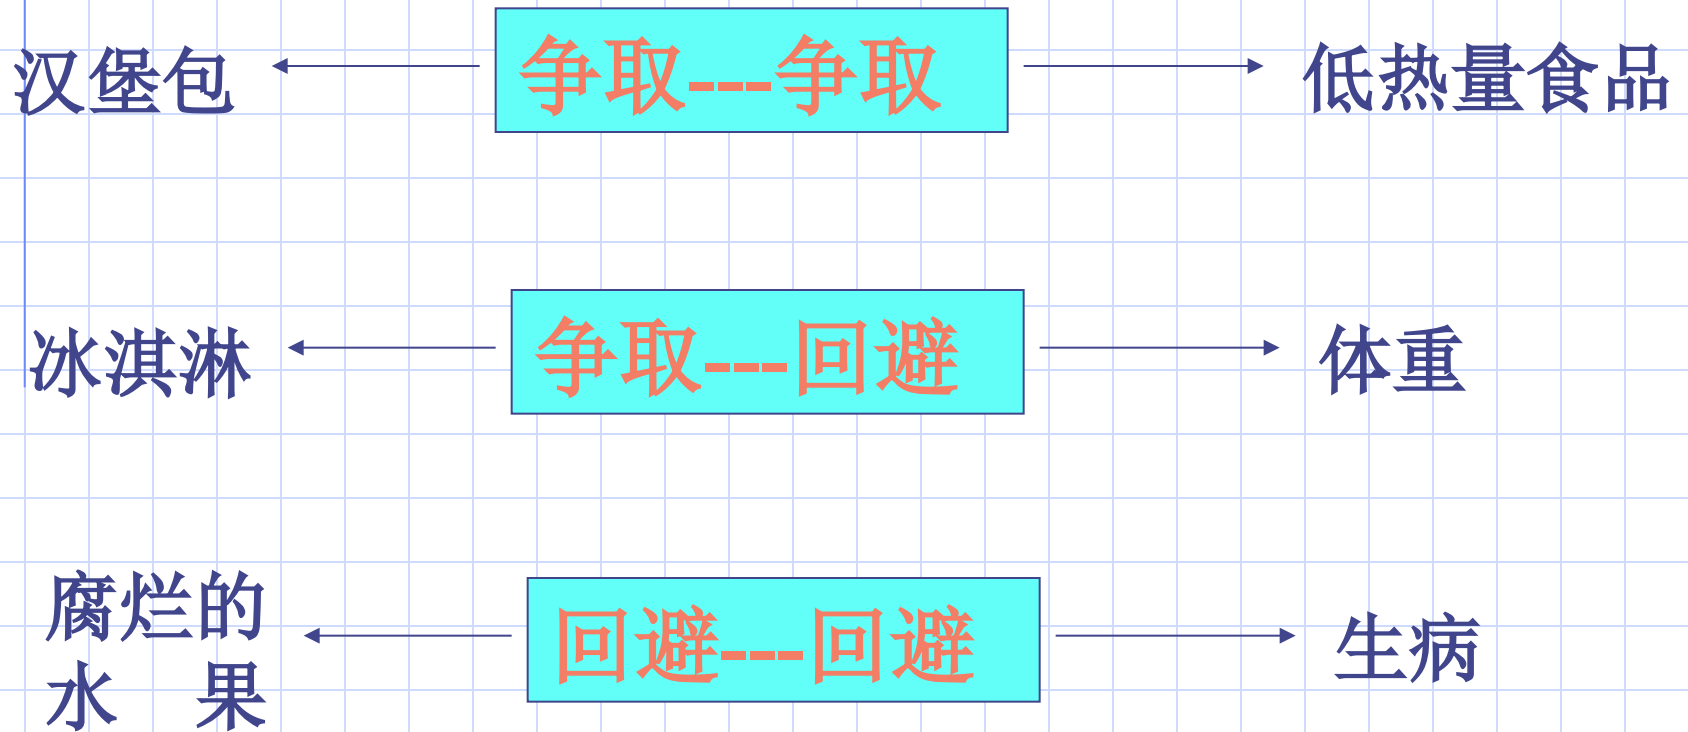 汉堡包
争取---争取
低热量食品
冰淇淋
争取---回避
体重
腐烂的
水 果
回避---回避
生病